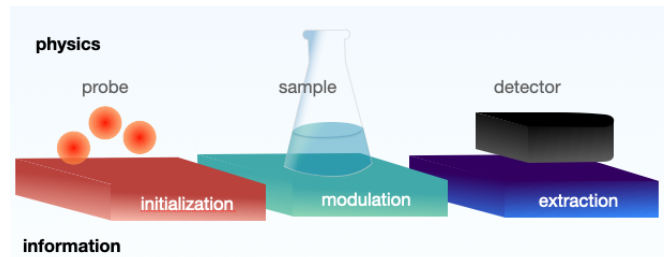 physics
probe
sample
detector
initialization
modulation
extraction
information